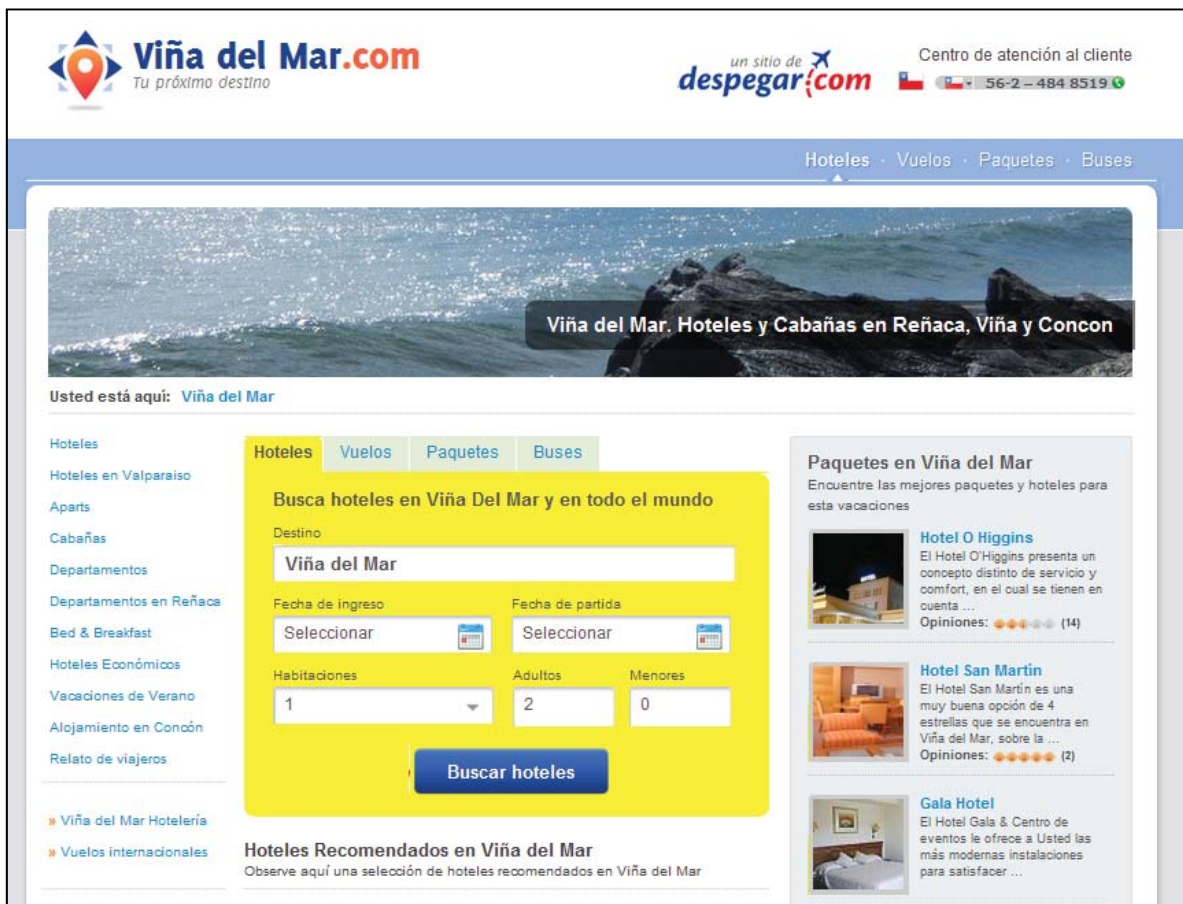 Viña del Mar.com
Tu próximo destino
un sitio de
despegar.com
Centro de atención al cliente
56-2 – 484 8519
Hoteles · Vuelos · Paquetes · Buses
Viña del Mar. Hoteles y Cabañas en Reñaca, Viña y Concon
Usted está aquí: Viña del Mar
Hoteles
Hoteles en Valparaiso
Aparts
Cabañas
Departamentos
Departamentos en Reñaca
Bed & Breakfast
Hoteles Económicos
Vacaciones de Verano
Alojamiento en Concón
Relato de viajeros
» Viña del Mar Hotelería
» Vuelos internacionales
Hoteles Vuelos Paquetes Buses
Busca hoteles en Viña Del Mar y en todo el mundo
Destino
Viña del Mar
Fecha de ingreso Fecha de partida
Seleccionar Seleccionar
Habitaciones Adultos Menores
1 2 0
Buscar hoteles
Hoteles Recomendados en Viña del Mar
Observe aquí una selección de hoteles recomendados en Viña del Mar
Paquetes en Viña del Mar
Encuentre las mejores paquetes y hoteles para
esta vacaciones
Hotel O Higgins
El Hotel O'Higgins presenta un
concepto distinto de servicio y
comfort, en el cual se tienen en
cuenta ...
Opiniones: (14)
Hotel San Martín
El Hotel San Martín es una
muy buena opción de 4
estrellas que se encuentra en
Viña del Mar, sobre la ...
Opiniones: (2)
Gala Hotel
El Hotel Gala & Centro de
eventos le ofrece a Usted las
más modernas instalaciones
para satisfacer ...